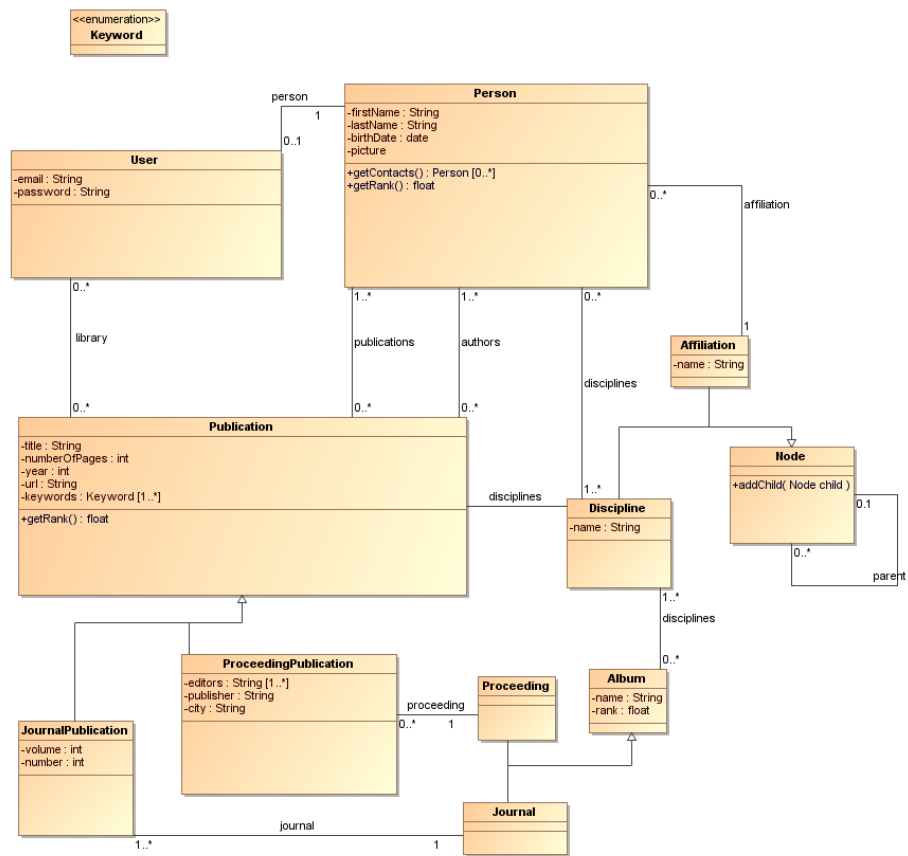 <<enumeration>>
Keyword
Person
-firstName : String
-lastName : String
-birthDate : date
-picture
+getContacts() : Person [0..*]
+getRank() : float
person
1
0..1
User
-email : String
-password : String
0..*
affiliation
0..*
library
0..*
1..*
publications
0..*
1..*
authors
0..*
0..*
disciplines
1..*
1
Affiliation
-name : String
Publication
-title : String
-numberOfPages : int
-year : int
-url : String
-keywords : Keyword [1..*]
+getRank() : float
disciplines
Discipline
-name : String
Node
+addChild( Node child )
0.1
0..*
parent
1..*
disciplines
0..*
ProceedingPublication
-editors : String [1..*]
-publisher : String
-city : String
proceeding
0..*
1
Proceeding
Album
-name : String
-rank : float
JournalPublication
-volume : int
-number : int
journal
1..*
1
Journal